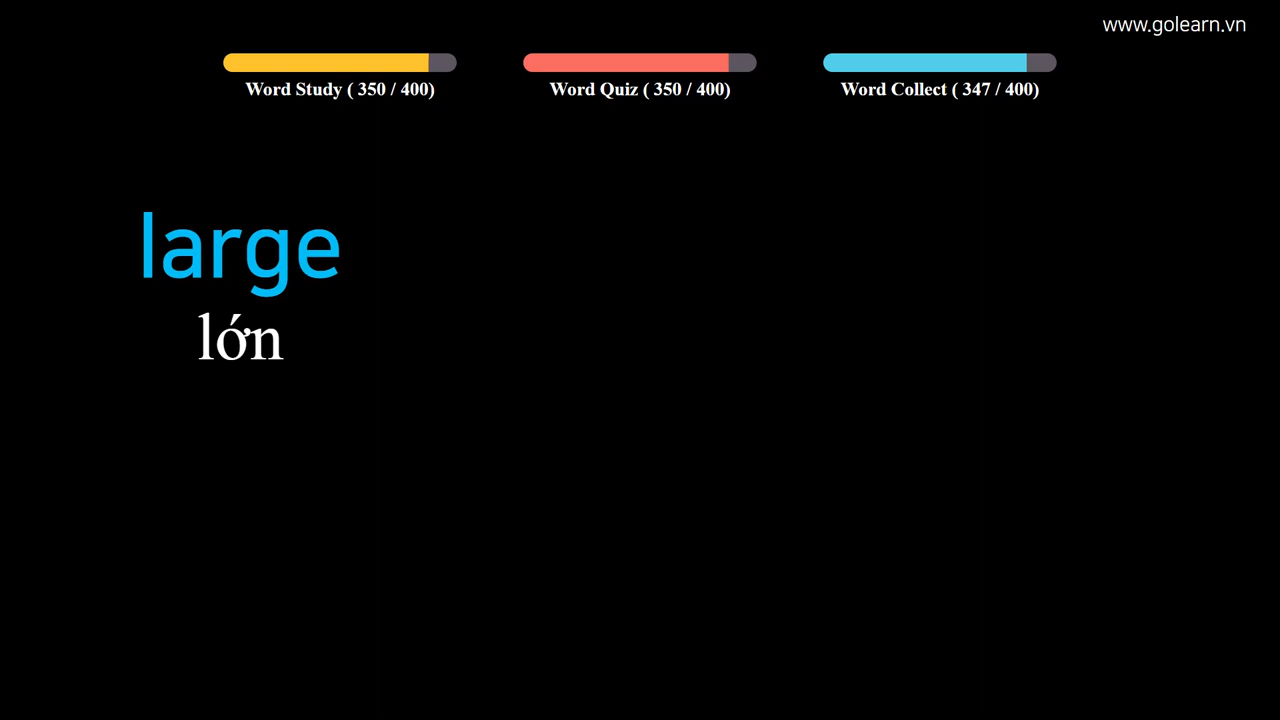 www.golearn.vn
Word Study ( 350 / 400)
Word Quiz ( 350 / 400)
Word Collect ( 347 / 400)
large
lớn